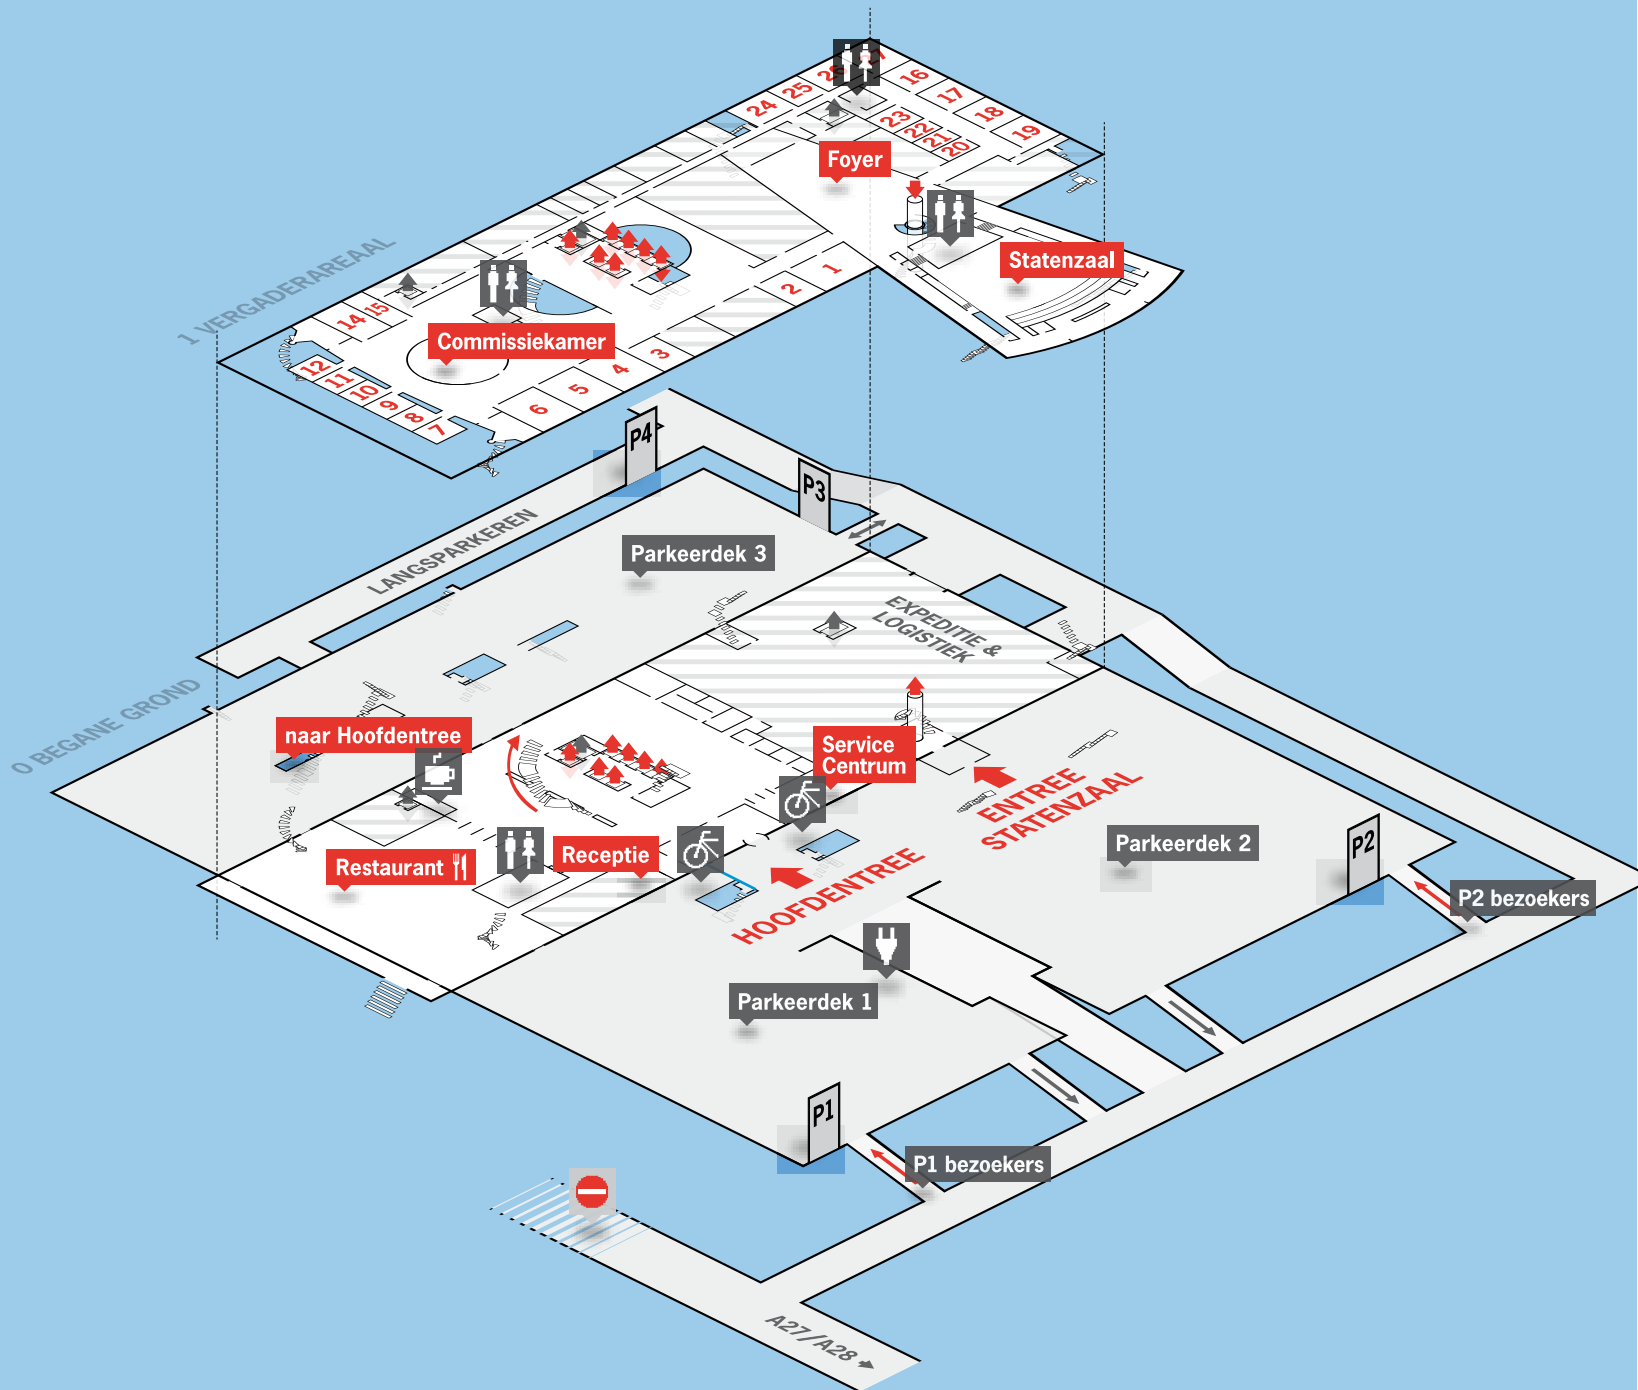 27
26
16
25
17
24
18
23
22
19
21
20
Foyer
Statenzaal
1
2
1 VERGADERAREAAL
15
14
Commissiekamer
3
12
4
11
5
10
9
6
8
7
P4
P3
LANGSPARKEREN
Parkeerdek 3
EXPEDITIE &
LOGISTIEK
0 BEGANE GROND
naar Hoofdentree
Service
Centrum
ENTREE
STATENZAAL
Parkeerdek 2
P2
Receptie
Restaurant
HOOFDENTREE
P2 bezoekers
Parkeerdek 1
P1
P1 bezoekers
A27/A28